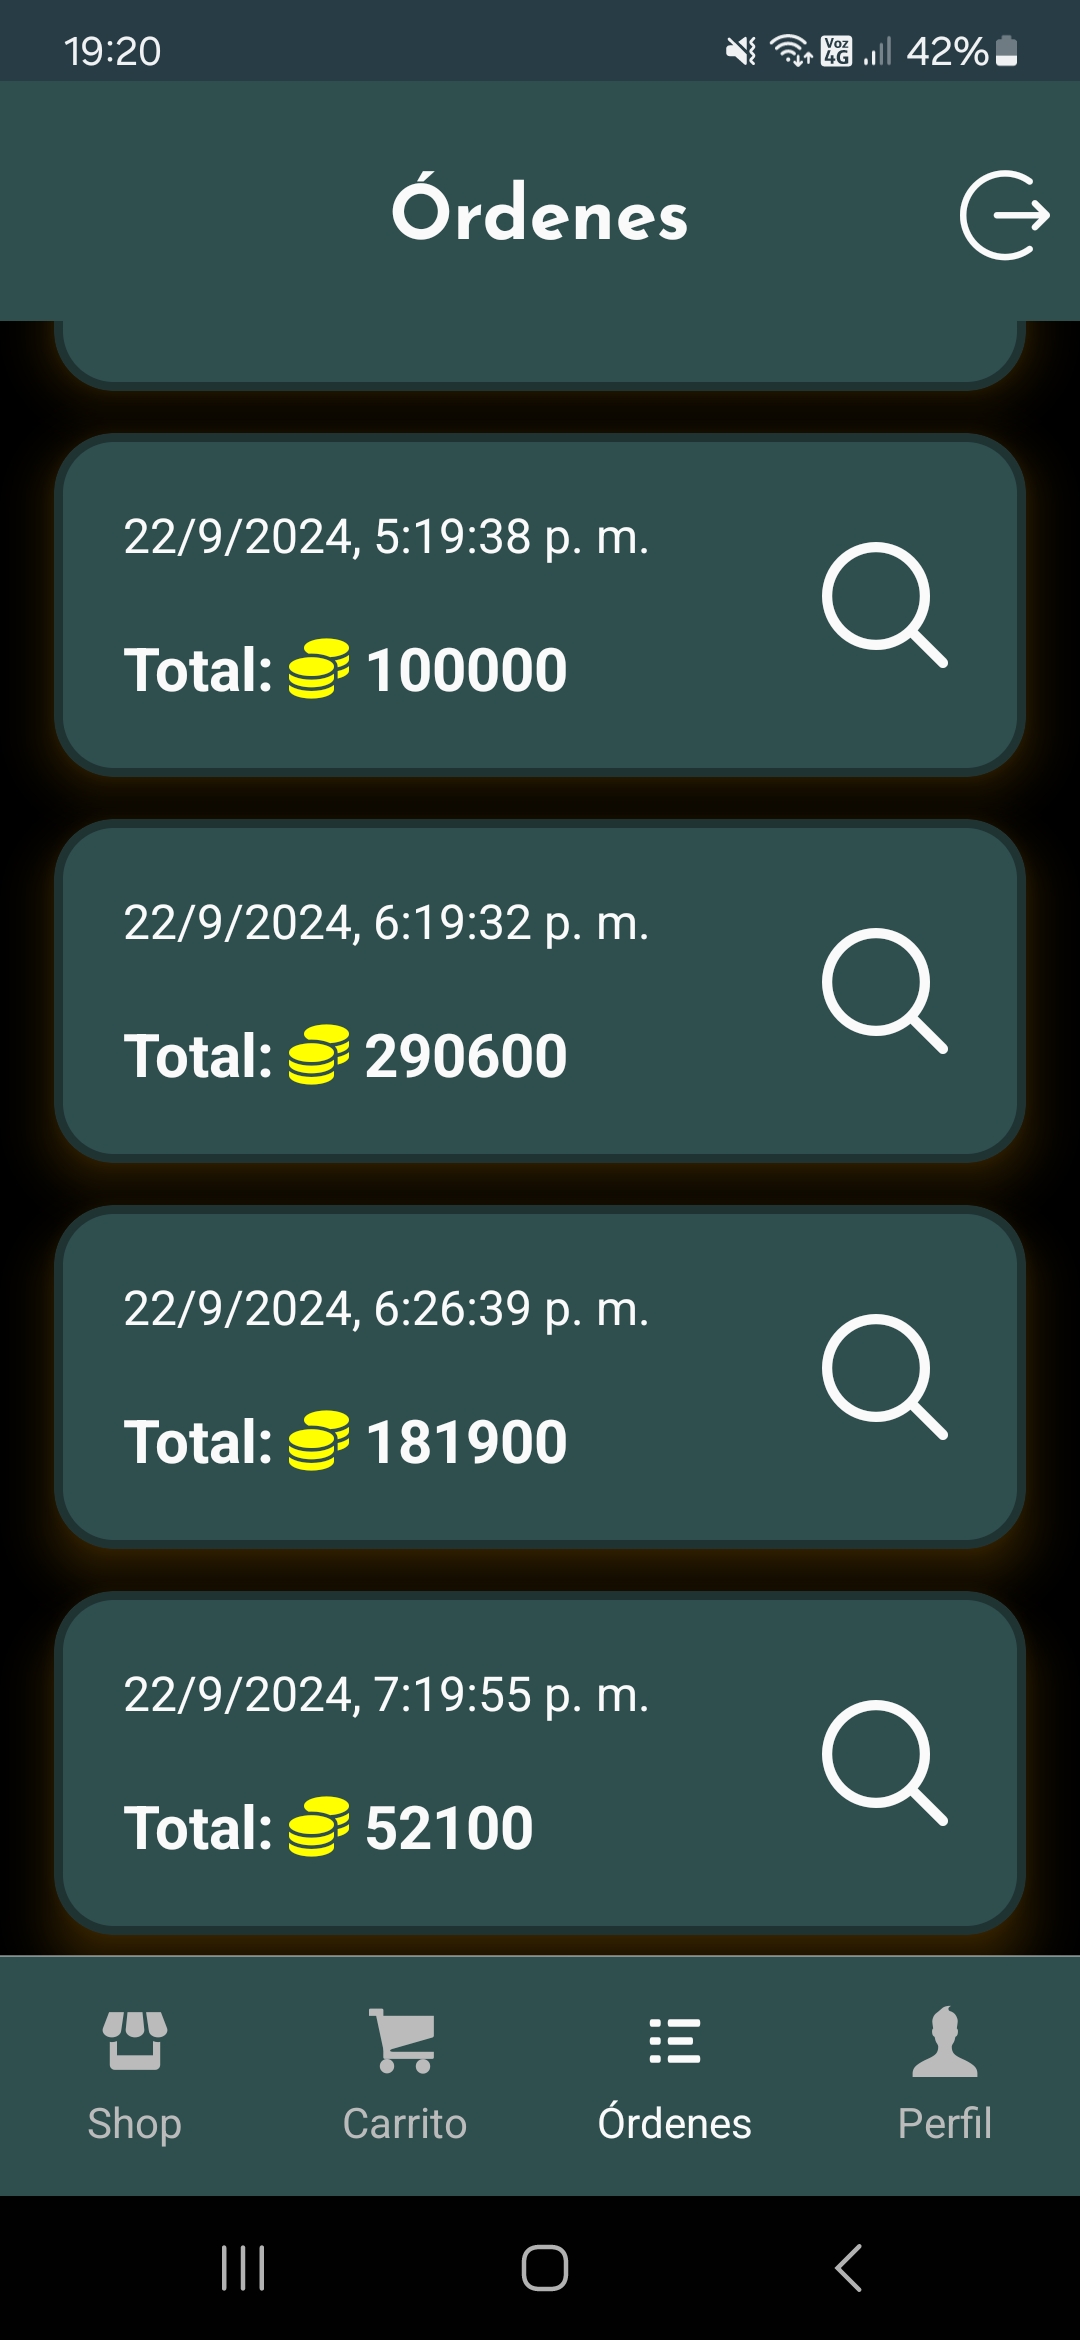 19:20
Voz 4G 42%
Órdenes
22/9/2024, 5:19:38 p. m.
Total: 100000
22/9/2024, 6:19:32 p. m.
Total: 290600
22/9/2024, 6:26:39 p. m.
Total: 181900
22/9/2024, 7:19:55 p. m.
Total: 52100
Shop Carrito Órdenes Perfil